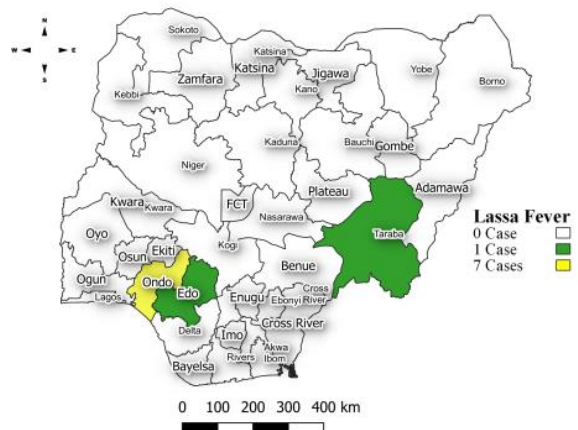 N
W E
S
Sokoto
Katsina
Katsina
Zamfara
Jigawa
Yobe
Borno
Kebbi
Kano
Kaduna
Bauchi
Gombe
Niger
Plateau
Adamawa
Kwara
Kwara
FCT
Nasarawa
Taraba
Oyo
Kogi
Ekiti
Osun
Benue
Ogun
Ondo
Edo
Lagos
Enugu
Ebonyi
Cross
River
Delta
Imo
Cross River
Rivers
Akwa
Ibom
Bayelsa
Lassa Fever
0 Case
1 Case
7 Cases
0 100 200 300 400 km